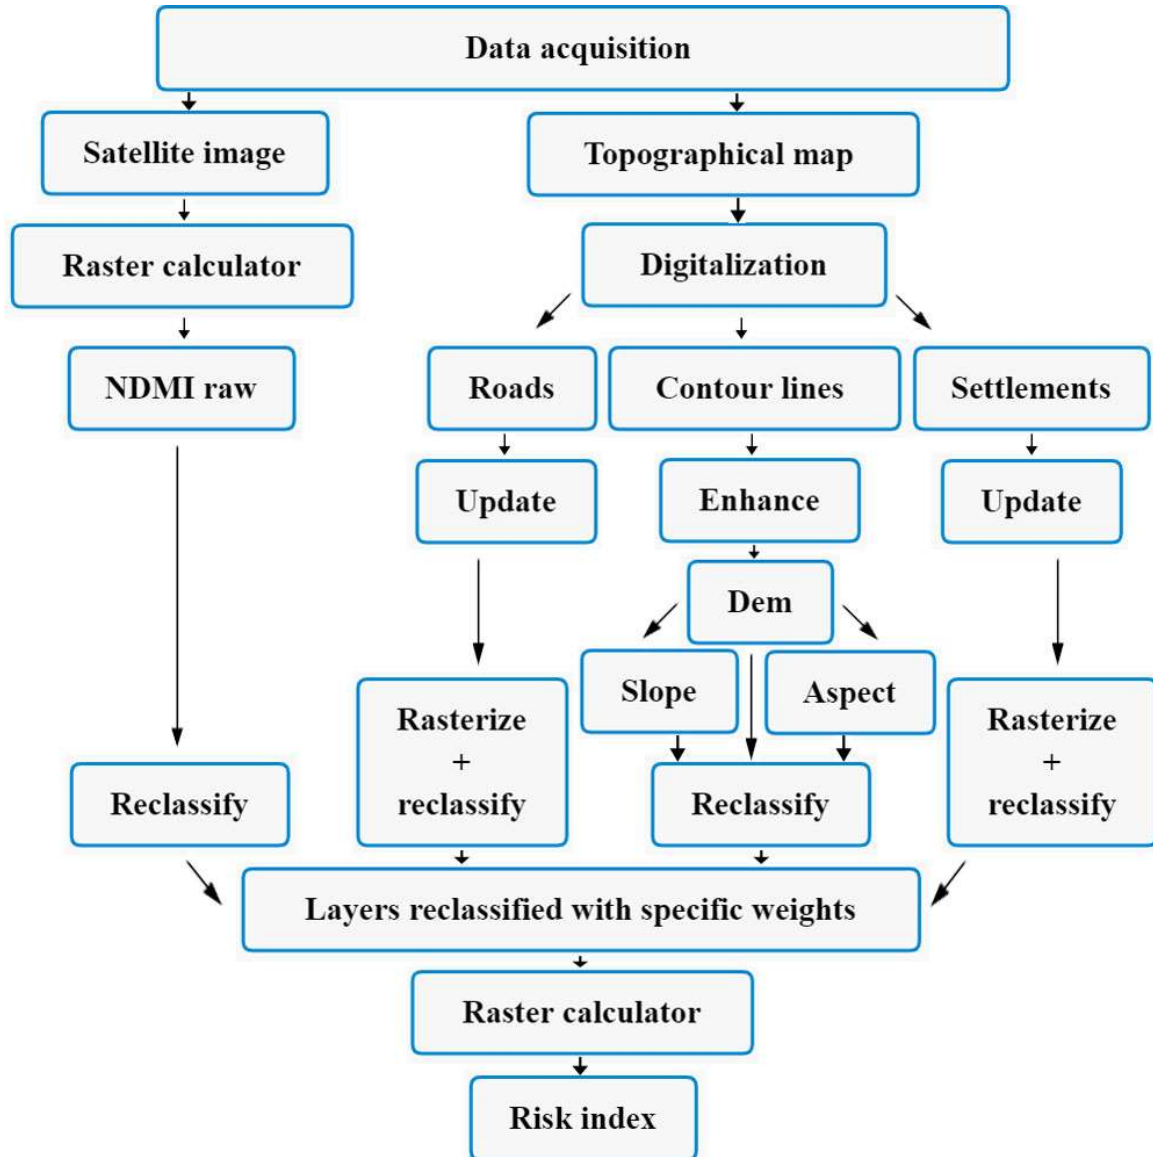 Data acquisition
Satellite image
Topographical map
Raster calculator
Digitalization
NDMI raw
Roads
Contour lines
Settlements
Update
Enhance
Update
Dem
Slope
Aspect
Rasterize
+
reclassify
Rasterize
+
reclassify
Reclassify
Reclassify
Layers reclassified with specific weights
Raster calculator
Risk index